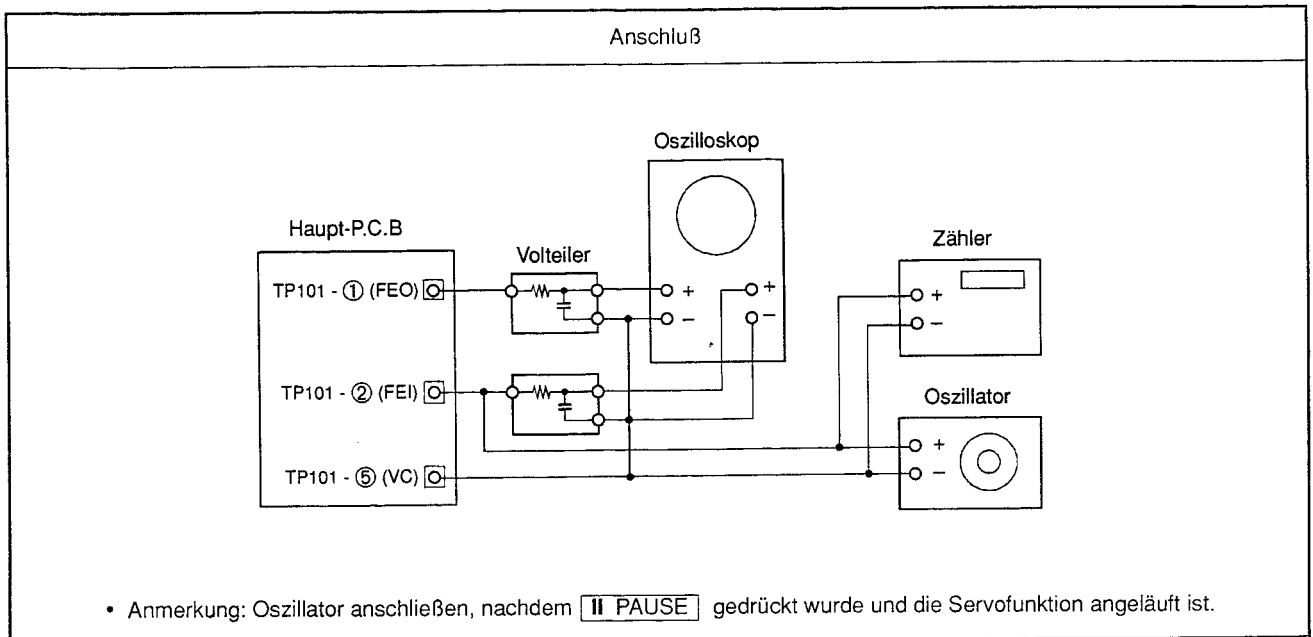 Anschluß
Oszilloskop
Haupt-P.C.B
Volteiler
Zähler
TP101 - ① (FEO)
+
−
+
−
+
−
TP101 - ② (FEI)
Oszillator
+
−
TP101 - ⑤ (VC)
• Anmerkung: Oszillator anschließen, nachdem II PAUSE gedrückt wurde und die Servofunktion angeläuft ist.